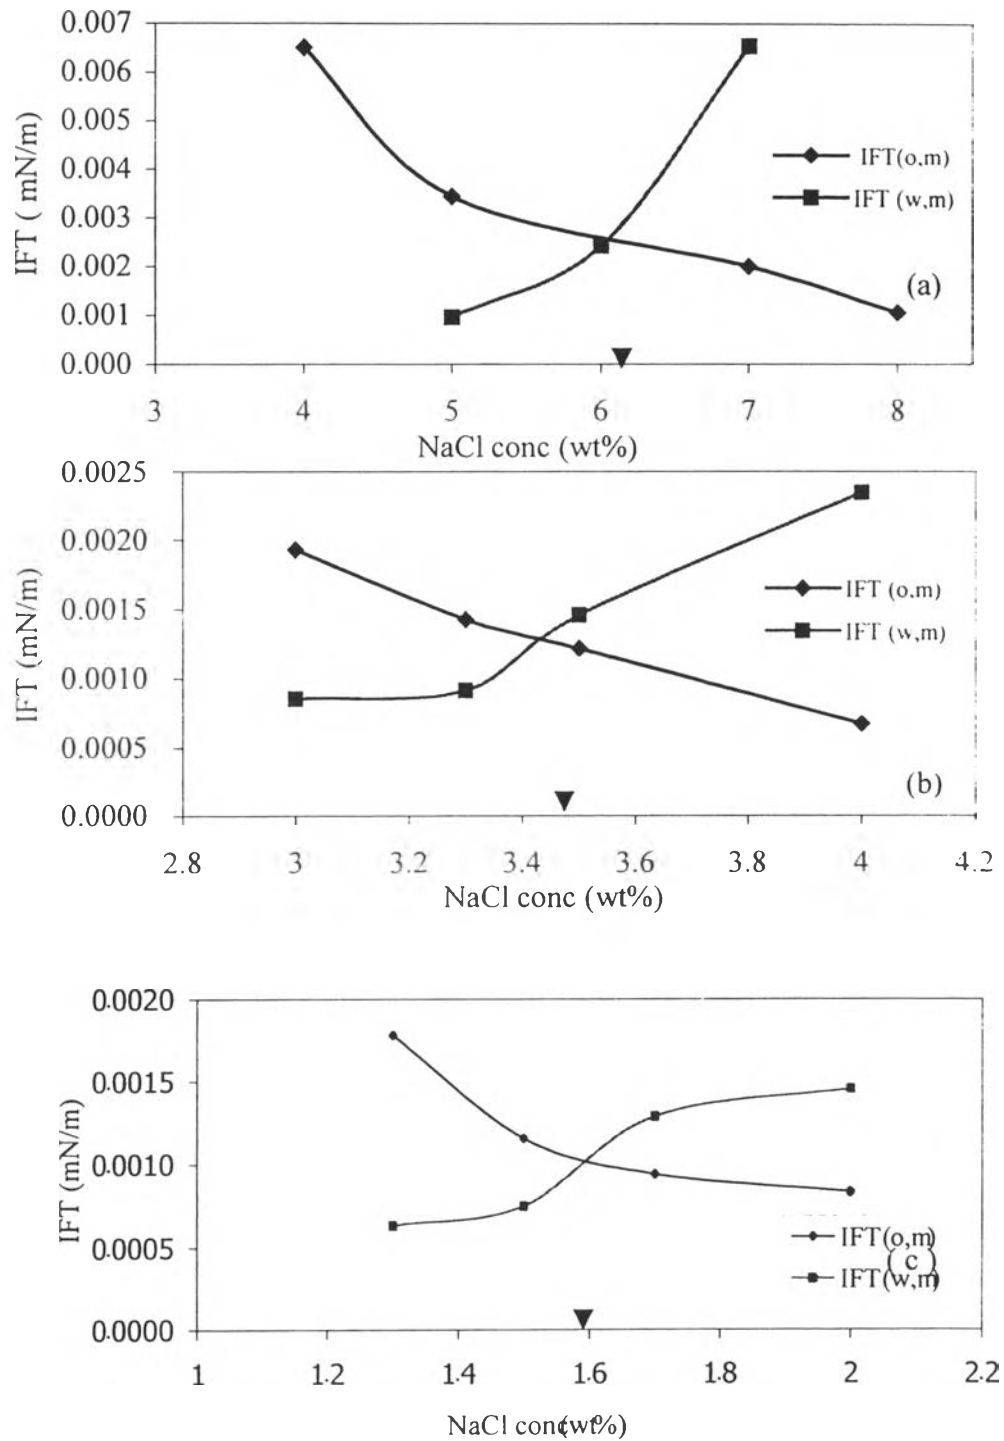 0.007
0.006
0.005
0.004
0.003
0.002
0.001
0.000
IFT ( mN/m)
IFT(o,m)
IFT (w,m)
(a)
3 4 5 6 7 8
NaCl conc (wt%)
0.0025
0.0020
0.0015
0.0010
0.0005
0.0000
IFT (mN/m)
IFT (o,m)
IFT (w,m)
(b)
2.8 3 3.2 3.4 3.6 3.8 4 4.2
NaCl conc (wt%)
0.0020
0.0015
0.0010
0.0005
0.0000
IFT (mN/m)
IFT(o,m)
(c)
IFT(w,m)
1 1.2 1.4 1.6 1.8 2 2.2
NaCl conc(wt%)